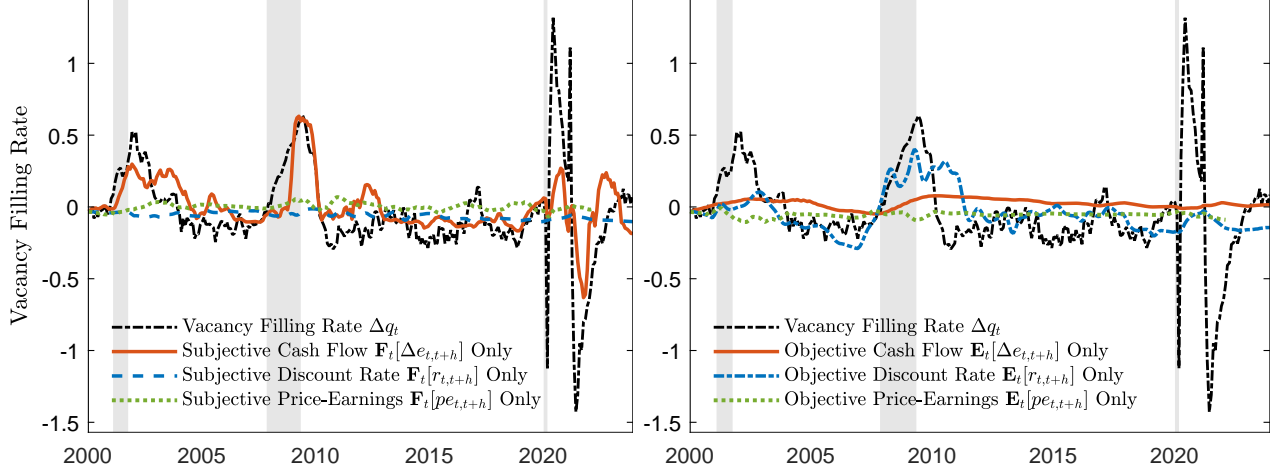 Vacancy Filling Rate
1
0.5
0
-0.5
-1
-1.5
Vacancy Filling Rate Δq_t
Subjective Cash Flow F_t[Δe_{t,t+h}] Only
Subjective Discount Rate F_t[r_{t,t+h}] Only
Subjective Price-Earnings F_t[pe_{t,t+h}] Only
2000 2005 2010 2015 2020
1
0.5
0
-0.5
-1
-1.5
Vacancy Filling Rate Δq_t
Objective Cash Flow E_t[Δe_{t,t+h}] Only
Objective Discount Rate E_t[r_{t,t+h}] Only
Objective Price-Earnings E_t[pe_{t,t+h}] Only
2000 2005 2010 2015 2020